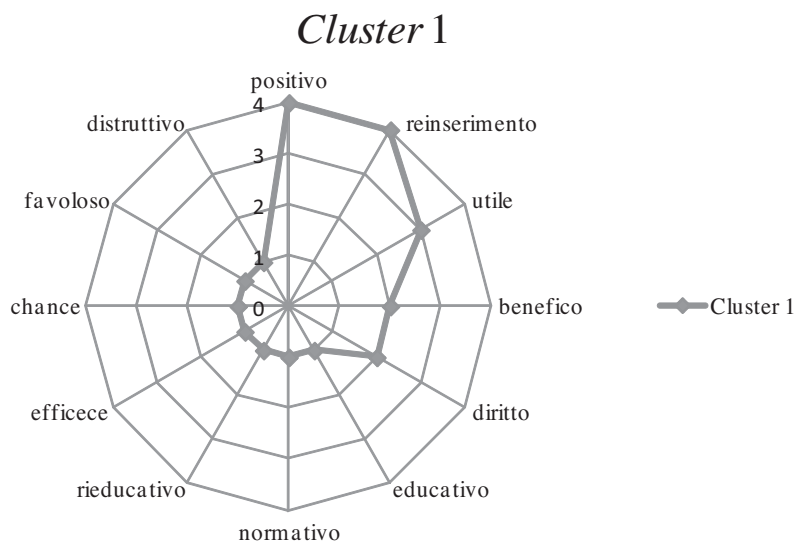 Cluster 1
positivo
reinserimento
utile
benefico
diritto
educativo
normativo
rieducativo
efficece
chance
favoloso
distruttivo
4
3
2
1
0
Cluster 1